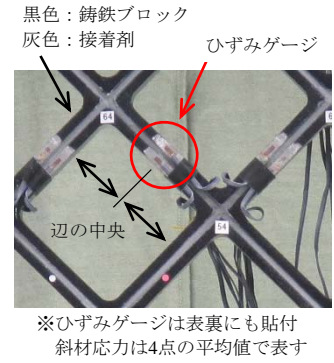 黒色：鋳鉄ブロック
灰色：接着剤
ひずみゲージ
64
辺の中央
54
※ひずみゲージは表裏にも貼付
斜材応力は4点の平均値で表す